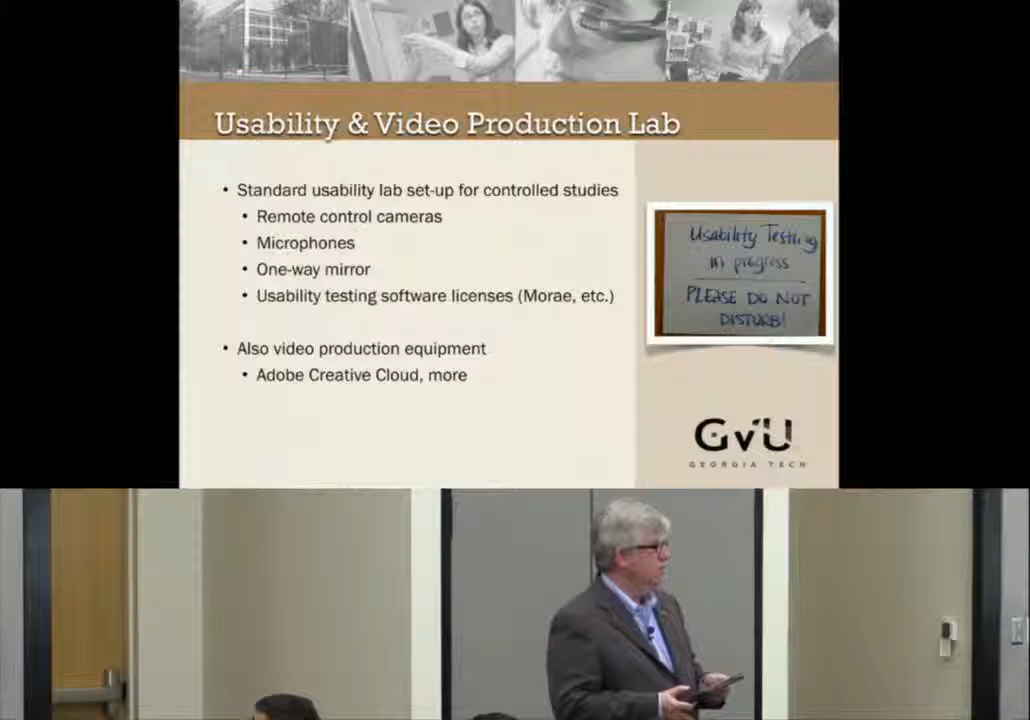 Usability & Video Production Lab
• Standard usability lab set-up for controlled studies
• Remote control cameras
• Microphones
• One-way mirror
• Usability testing software licenses (Morae, etc.)
• Also video production equipment
• Adobe Creative Cloud, more
Usability Testing
in progress
PLEASE DO NOT
DISTURB!
GVU
GEORGIA TECH